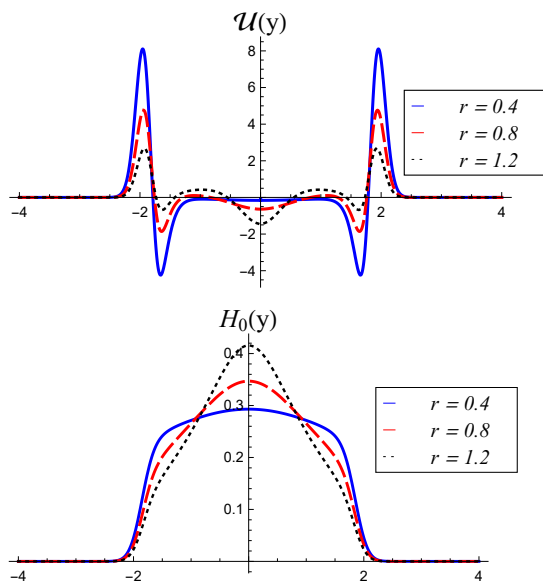 𝒰(y)
8
6
4
2
-4 -2 2 4
-2
-4
r = 0.4
r = 0.8
r = 1.2
H₀(y)
0.4
0.3
0.2
0.1
-4 -2 0 2 4
r = 0.4
r = 0.8
r = 1.2